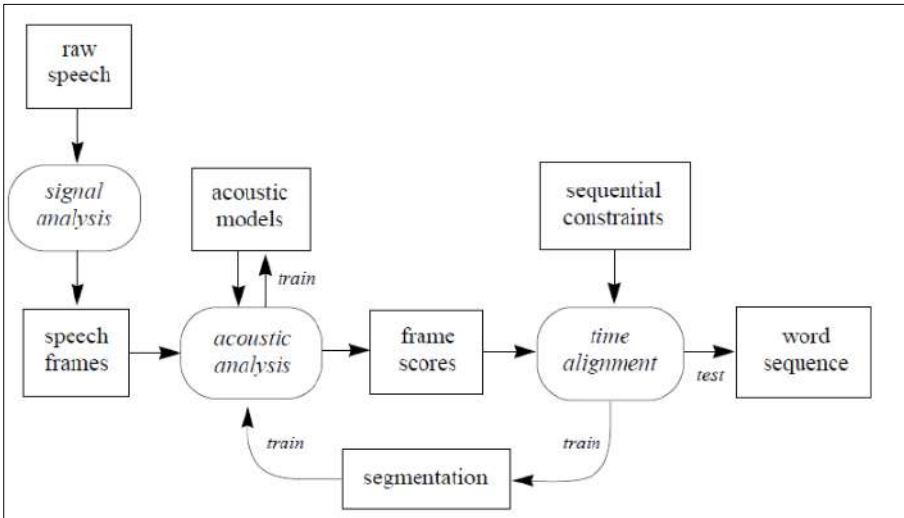 raw
speech
signal
analysis
acoustic
models
sequential
constraints
train
speech
frames
acoustic
analysis
frame
scores
time
alignment
test
word
sequence
train
train
segmentation